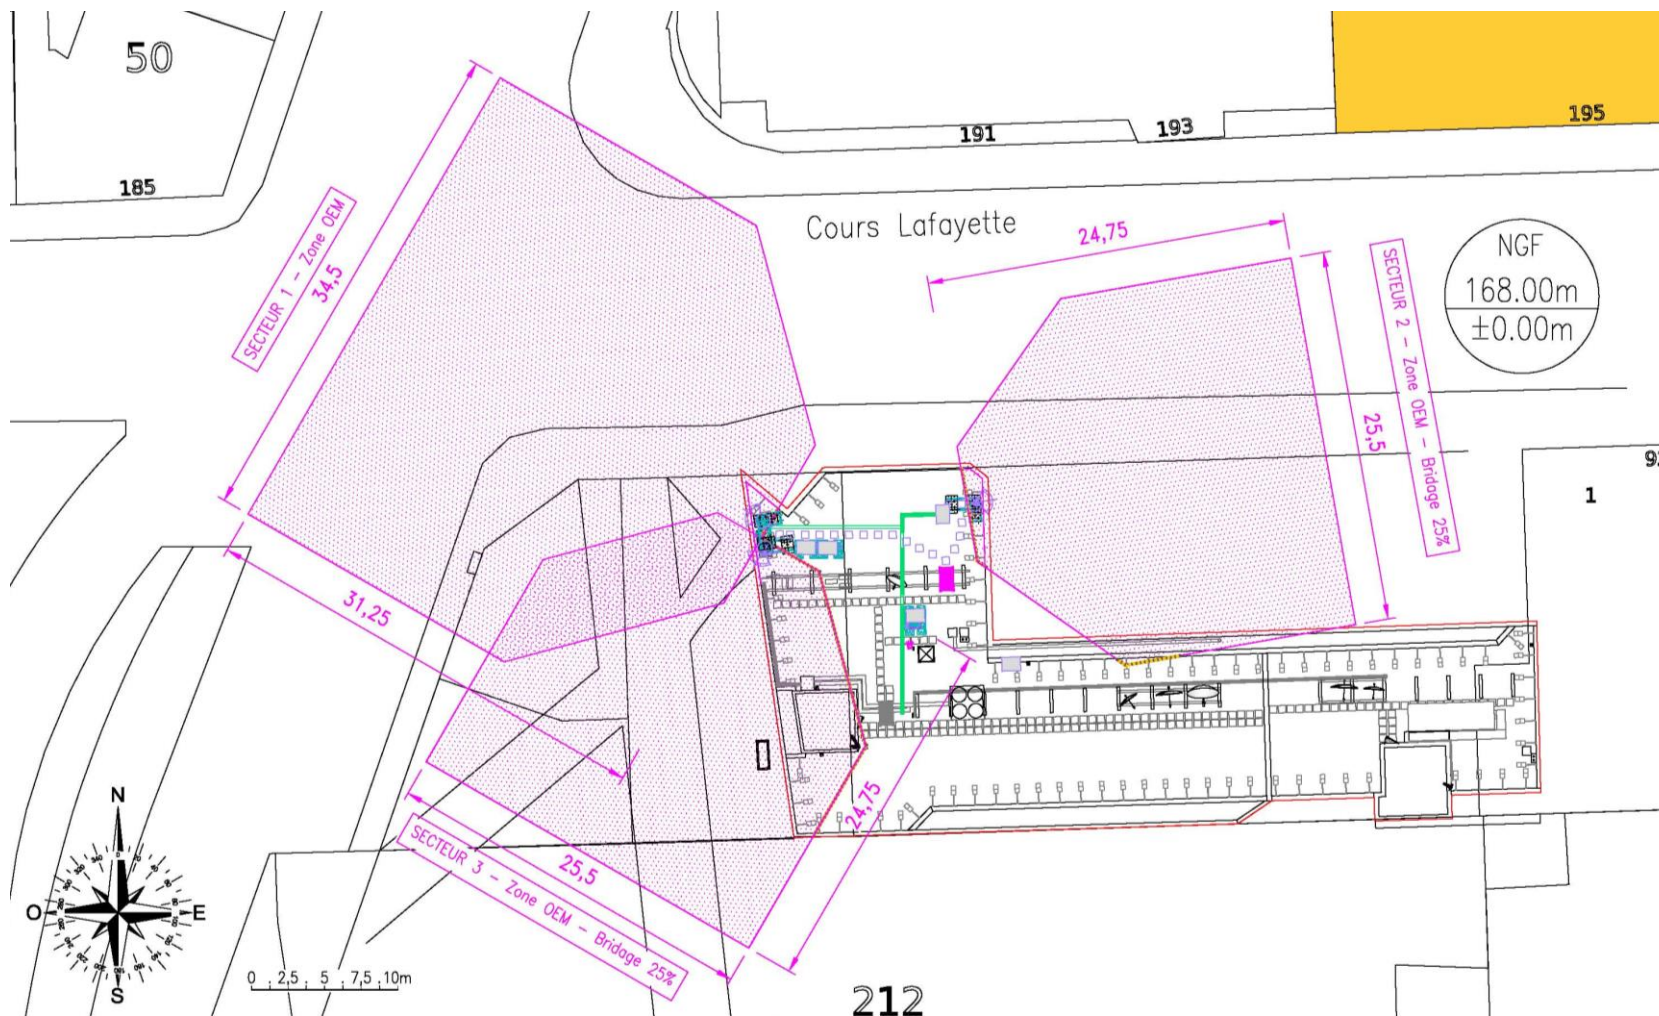 50
185
191
193
195
Cours Lafayette
NGF
168.00m
±0.00m
SECTEUR 1 - Zone OEM
34,5
31,25
24,75
25,5
SECTEUR 2 - Zone OEM - Bridage 25%
1
24,75
25,5
SECTEUR 3 - Zone OEM - Bridage 25%
N
O
E
S
0 2,5 5 7,5 10m
212